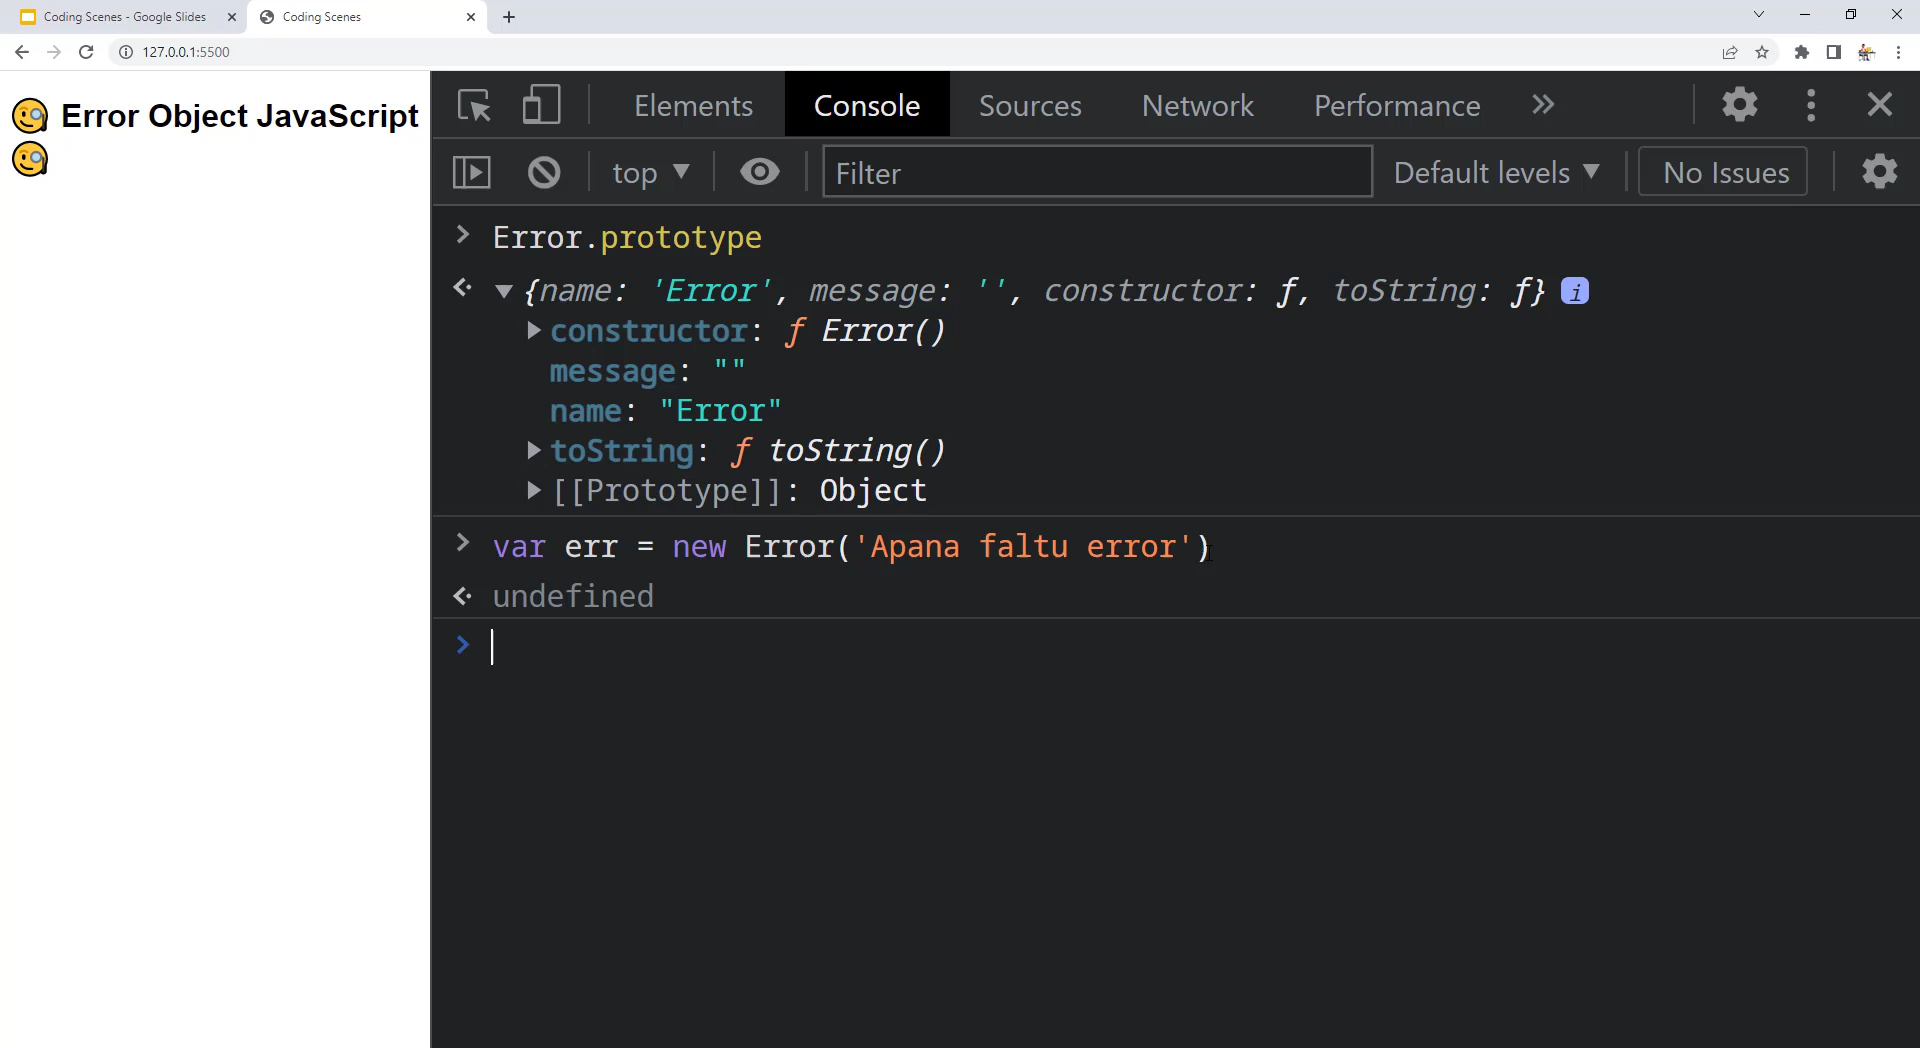 Coding Scenes - Google Slides
Coding Scenes
127.0.0.1:5500
🧐 Error Object JavaScript
🧐
Elements Console Sources Network Performance
top ▼ Filter Default levels ▼ No Issues
> Error.prototype
{name: 'Error', message: '', constructor: ƒ, toString: ƒ} i
constructor: ƒ Error()
message: ""
name: "Error"
toString: ƒ toString()
[[Prototype]]: Object
> var err = new Error('Apana faltu error')
undefined
>